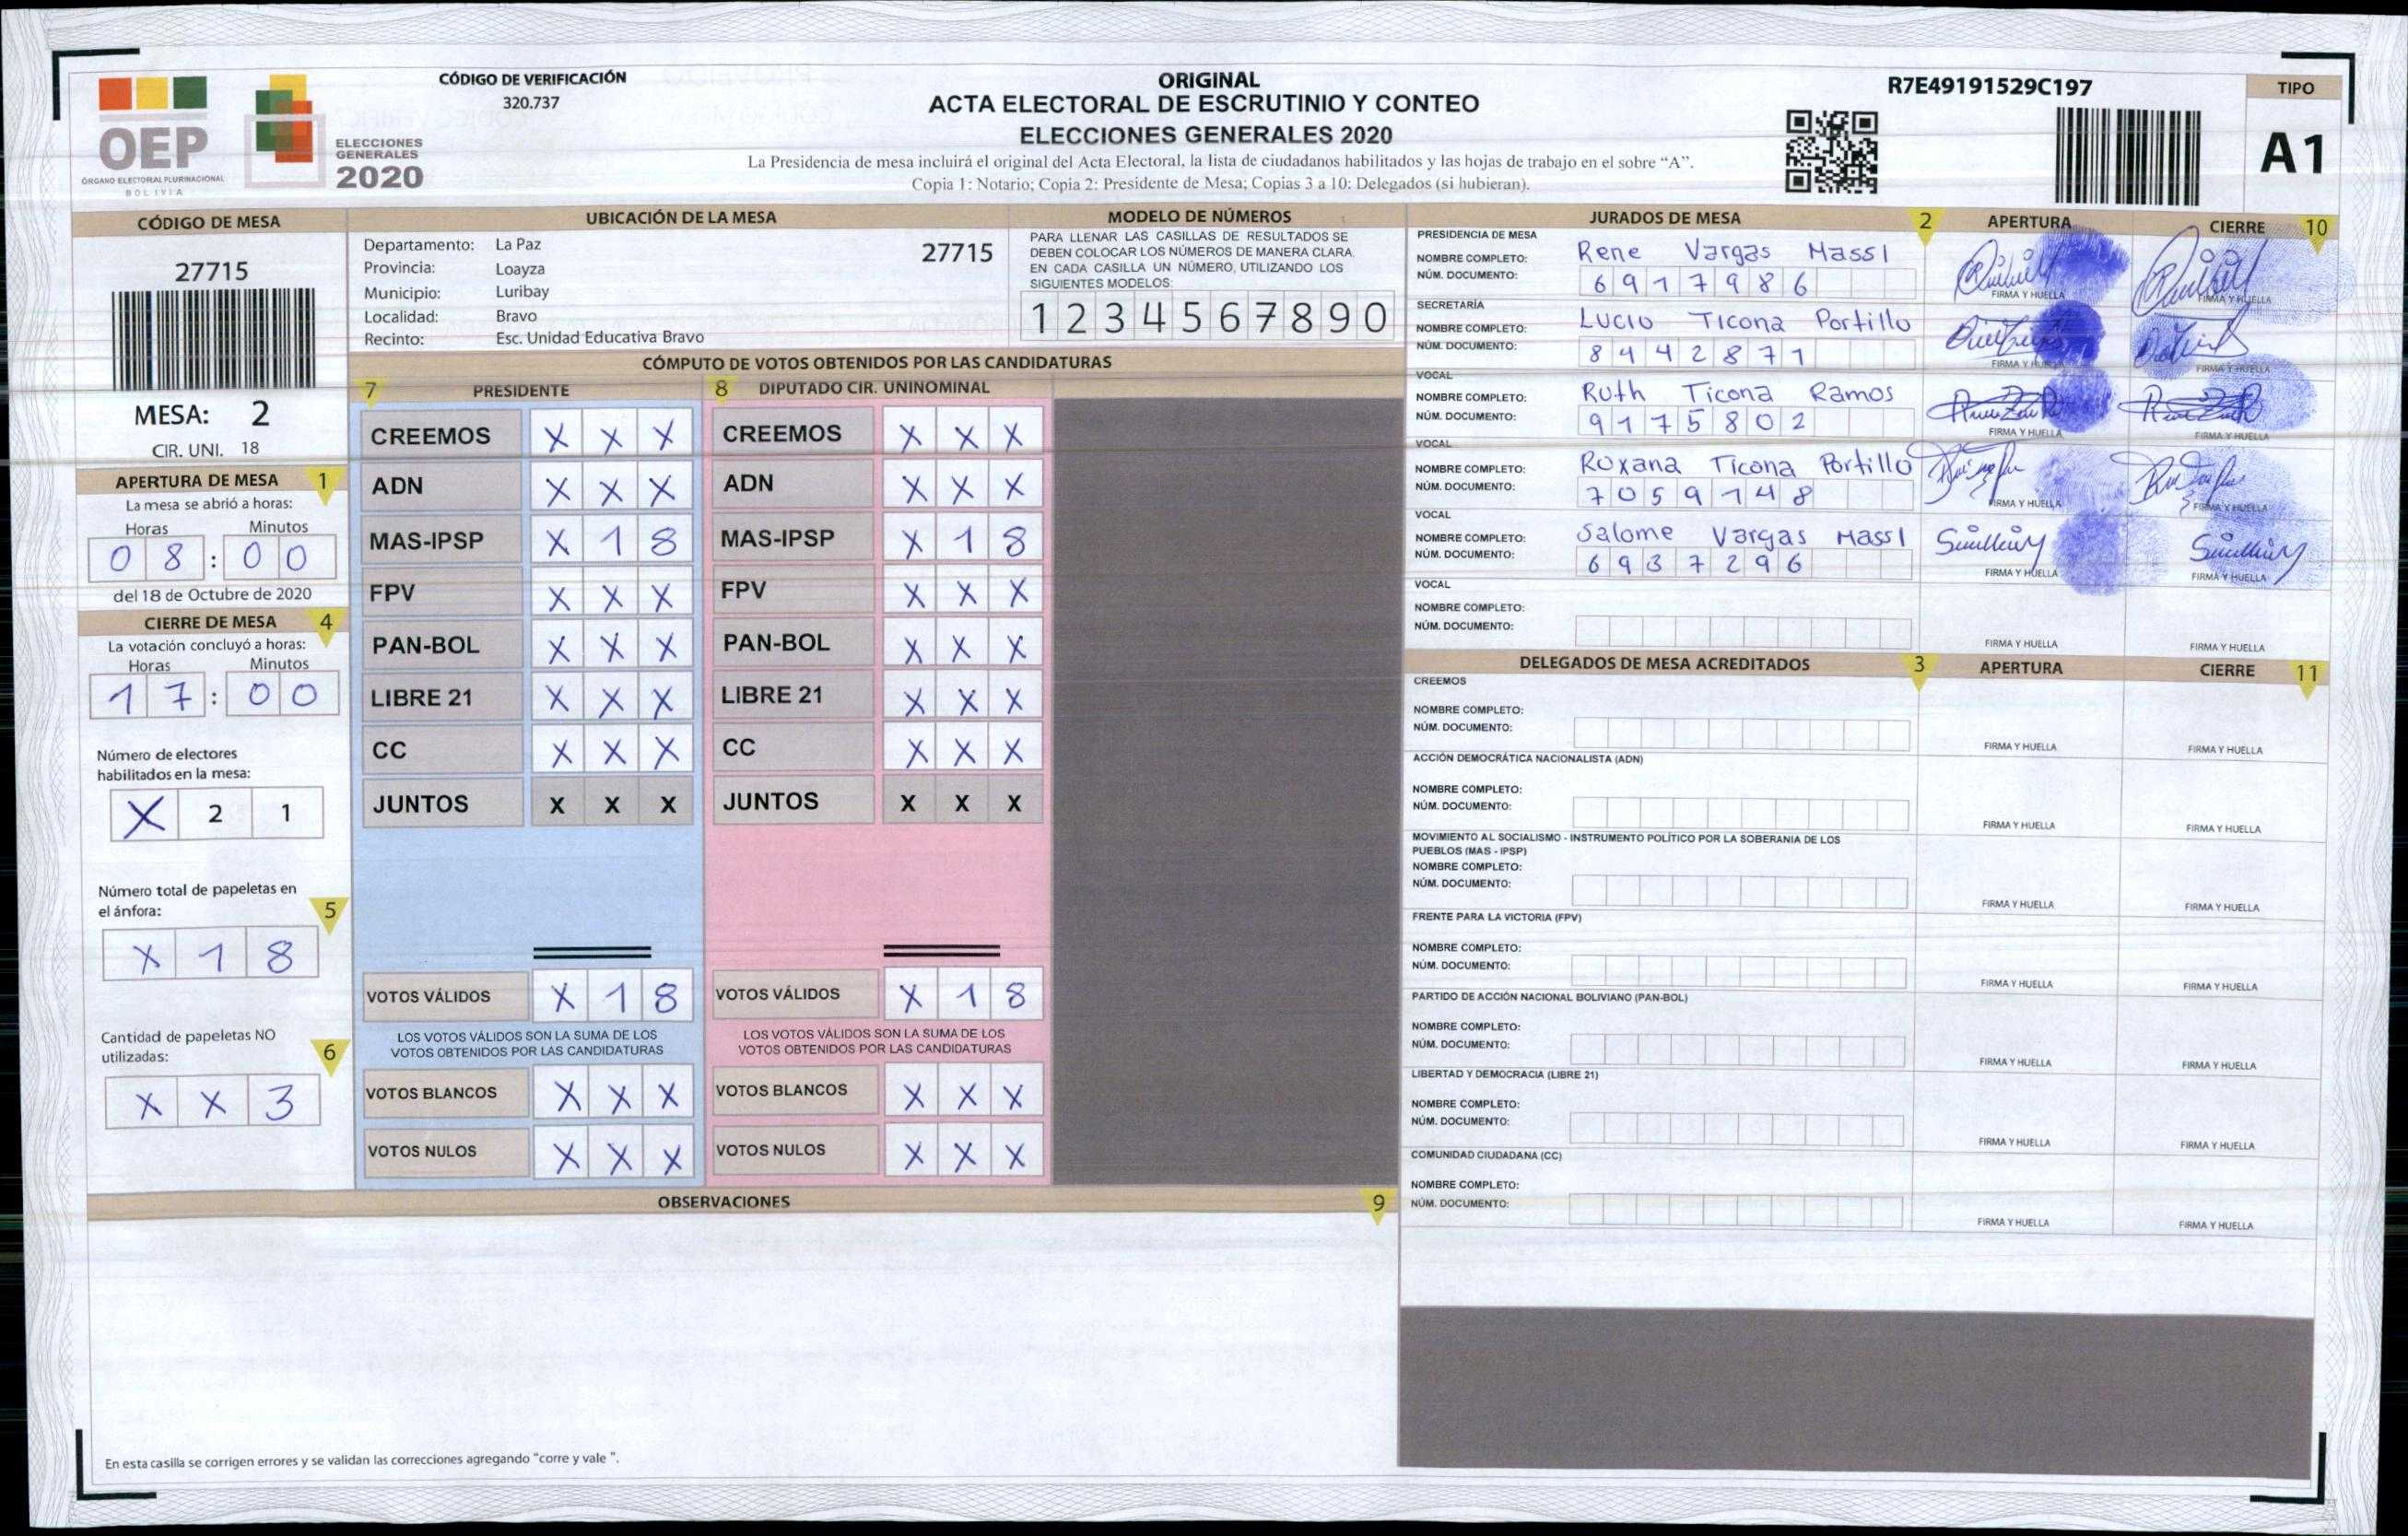 OEP
ÓRGANO ELECTORAL PLURINACIONAL
BOLIVIA
ELECCIONES
GENERALES
2020
CÓDIGO DE VERIFICACIÓN
320.737
ORIGINAL
ACTA ELECTORAL DE ESCRUTINIO Y CONTEO
ELECCIONES GENERALES 2020
La Presidencia de mesa incluirá el original del Acta Electoral, la lista de ciudadanos habilitados y las hojas de trabajo en el sobre “A”.
Copia 1: Notario; Copia 2: Presidente de Mesa; Copias 3 a 10: Delegados (si hubieran).
R7E49191529C197
TIPO
A1
CÓDIGO DE MESA
27715
MESA: 2
CIR. UNI. 18
APERTURA DE MESA 1
La mesa se abrió a horas:
Horas Minutos
0 8 : 0 0
del 18 de Octubre de 2020
CIERRE DE MESA 4
La votación concluyó a horas:
Horas Minutos
1 7 : 0 0
Número de electores
habilitados en la mesa:
X 2 1
Número total de papeletas en
el ánfora: 5
X 1 8
Cantidad de papeletas NO
utilizadas: 6
X X 3
UBICACIÓN DE LA MESA
Departamento: La Paz 27715
Provincia: Loayza
Municipio: Luribay
Localidad: Bravo
Recinto: Esc. Unidad Educativa Bravo
MODELO DE NÚMEROS
PARA LLENAR LAS CASILLAS DE RESULTADOS SE
DEBEN COLOCAR LOS NÚMEROS DE MANERA CLARA.
EN CADA CASILLA UN NÚMERO, UTILIZANDO LOS
SIGUIENTES MODELOS:
1 2 3 4 5 6 7 8 9 0
CÓMPUTO DE VOTOS OBTENIDOS POR LAS CANDIDATURAS
7 PRESIDENTE
CREEMOS X X X
ADN X X X
MAS-IPSP X 1 8
FPV X X X
PAN-BOL X X X
LIBRE 21 X X X
CC X X X
JUNTOS X X X
VOTOS VÁLIDOS X 1 8
LOS VOTOS VÁLIDOS SON LA SUMA DE LOS
VOTOS OBTENIDOS POR LAS CANDIDATURAS
VOTOS BLANCOS X X X
VOTOS NULOS X X X
8 DIPUTADO CIR. UNINOMINAL
CREEMOS X X X
ADN X X X
MAS-IPSP X 1 8
FPV X X X
PAN-BOL X X X
LIBRE 21 X X X
CC X X X
JUNTOS X X X
VOTOS VÁLIDOS X 1 8
LOS VOTOS VÁLIDOS SON LA SUMA DE LOS
VOTOS OBTENIDOS POR LAS CANDIDATURAS
VOTOS BLANCOS X X X
VOTOS NULOS X X X
OBSERVACIONES 9
En esta casilla se corrigen errores y se validan las correcciones agregando “corre y vale ”.
JURADOS DE MESA 2 APERTURA CIERRE 10
PRESIDENCIA DE MESA
NOMBRE COMPLETO: Rene Vargas Massi
NÚM. DOCUMENTO: 6 9 1 7 9 8 6
FIRMA Y HUELLA FIRMA Y HUELLA
SECRETARÍA
NOMBRE COMPLETO: Lucio Ticona Portillo
NÚM. DOCUMENTO: 8 4 4 2 8 7 1
FIRMA Y HUELLA FIRMA Y HUELLA
VOCAL
NOMBRE COMPLETO: Ruth Ticona Ramos
NÚM. DOCUMENTO: 9 1 7 5 8 0 2
FIRMA Y HUELLA FIRMA Y HUELLA
VOCAL
NOMBRE COMPLETO: Roxana Ticona Portillo
NÚM. DOCUMENTO: 7 0 5 9 1 4 8
FIRMA Y HUELLA FIRMA Y HUELLA
VOCAL
NOMBRE COMPLETO: Salome Vargas Massi
NÚM. DOCUMENTO: 6 9 3 7 2 9 6
FIRMA Y HUELLA FIRMA Y HUELLA
VOCAL
NOMBRE COMPLETO:
NÚM. DOCUMENTO:
FIRMA Y HUELLA FIRMA Y HUELLA
DELEGADOS DE MESA ACREDITADOS 3 APERTURA CIERRE 11
CREEMOS
NOMBRE COMPLETO:
NÚM. DOCUMENTO:
FIRMA Y HUELLA FIRMA Y HUELLA
ACCIÓN DEMOCRÁTICA NACIONALISTA (ADN)
NOMBRE COMPLETO:
NÚM. DOCUMENTO:
FIRMA Y HUELLA FIRMA Y HUELLA
MOVIMIENTO AL SOCIALISMO - INSTRUMENTO POLÍTICO POR LA SOBERANIA DE LOS
PUEBLOS (MAS - IPSP)
NOMBRE COMPLETO:
NÚM. DOCUMENTO:
FIRMA Y HUELLA FIRMA Y HUELLA
FRENTE PARA LA VICTORIA (FPV)
NOMBRE COMPLETO:
NÚM. DOCUMENTO:
FIRMA Y HUELLA FIRMA Y HUELLA
PARTIDO DE ACCIÓN NACIONAL BOLIVIANO (PAN-BOL)
NOMBRE COMPLETO:
NÚM. DOCUMENTO:
FIRMA Y HUELLA FIRMA Y HUELLA
LIBERTAD Y DEMOCRACIA (LIBRE 21)
NOMBRE COMPLETO:
NÚM. DOCUMENTO:
FIRMA Y HUELLA FIRMA Y HUELLA
COMUNIDAD CIUDADANA (CC)
NOMBRE COMPLETO:
NÚM. DOCUMENTO:
FIRMA Y HUELLA FIRMA Y HUELLA